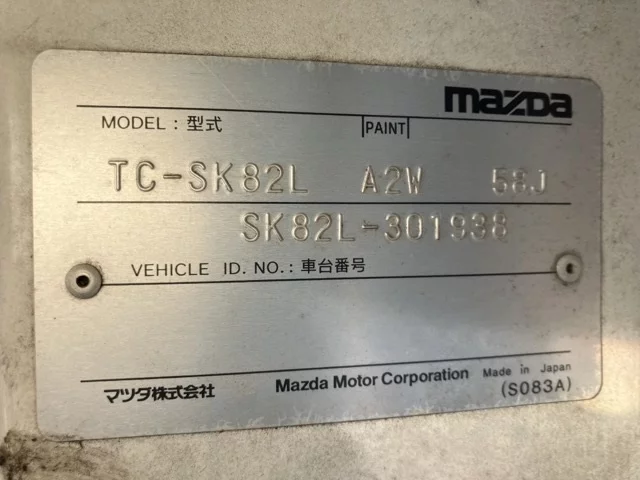 mazda
MODEL : 型式 PAINT
TC-SK82L A2W 58J
SK82L-301938
VEHICLE ID. NO. : 車台番号
マツダ株式会社 Mazda Motor Corporation Made in Japan
(S083A)